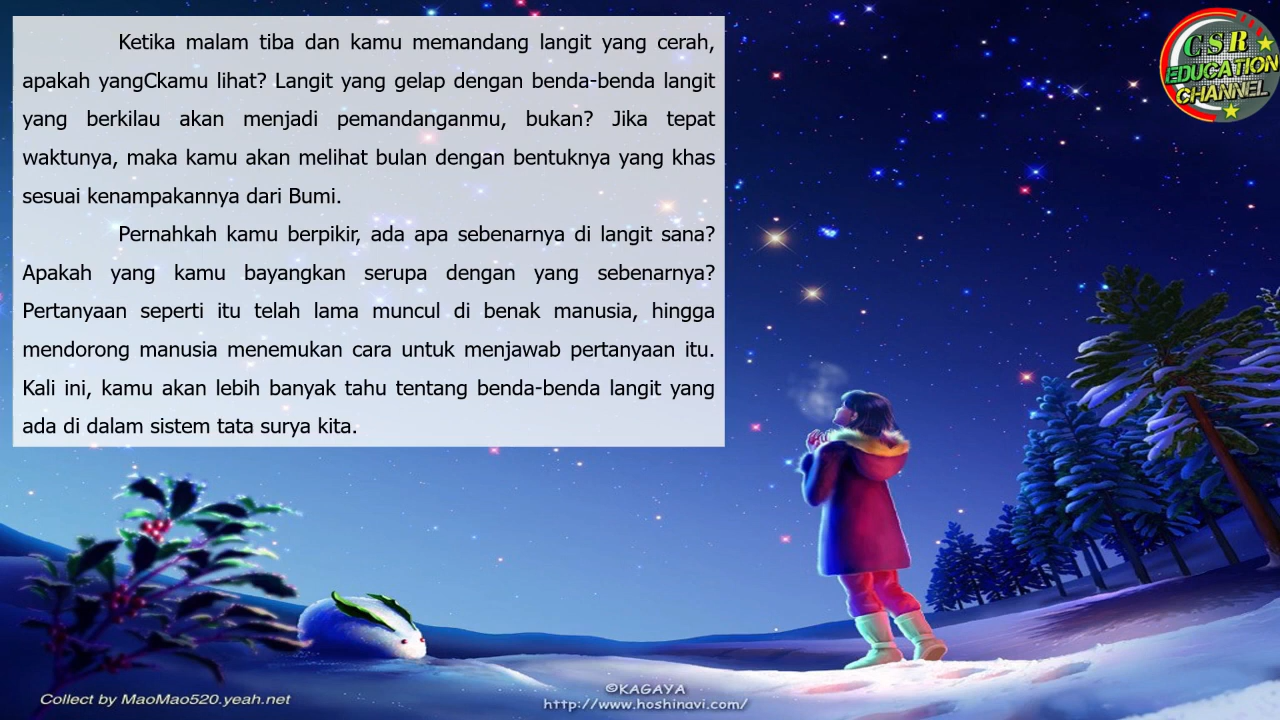 Ketika malam tiba dan kamu memandang langit yang cerah,
apakah yangCkamu lihat? Langit yang gelap dengan benda-benda langit
yang berkilau akan menjadi pemandanganmu, bukan? Jika tepat
waktunya, maka kamu akan melihat bulan dengan bentuknya yang khas
sesuai kenampakannya dari Bumi.
Pernahkah kamu berpikir, ada apa sebenarnya di langit sana?
Apakah yang kamu bayangkan serupa dengan yang sebenarnya?
Pertanyaan seperti itu telah lama muncul di benak manusia, hingga
mendorong manusia menemukan cara untuk menjawab pertanyaan itu.
Kali ini, kamu akan lebih banyak tahu tentang benda-benda langit yang
ada di dalam sistem tata surya kita.
CSR
EDUCATION
CHANNEL
Collect by MaoMao520.yeah.net
©KAGAYA
http://www.hoshinavi.com/